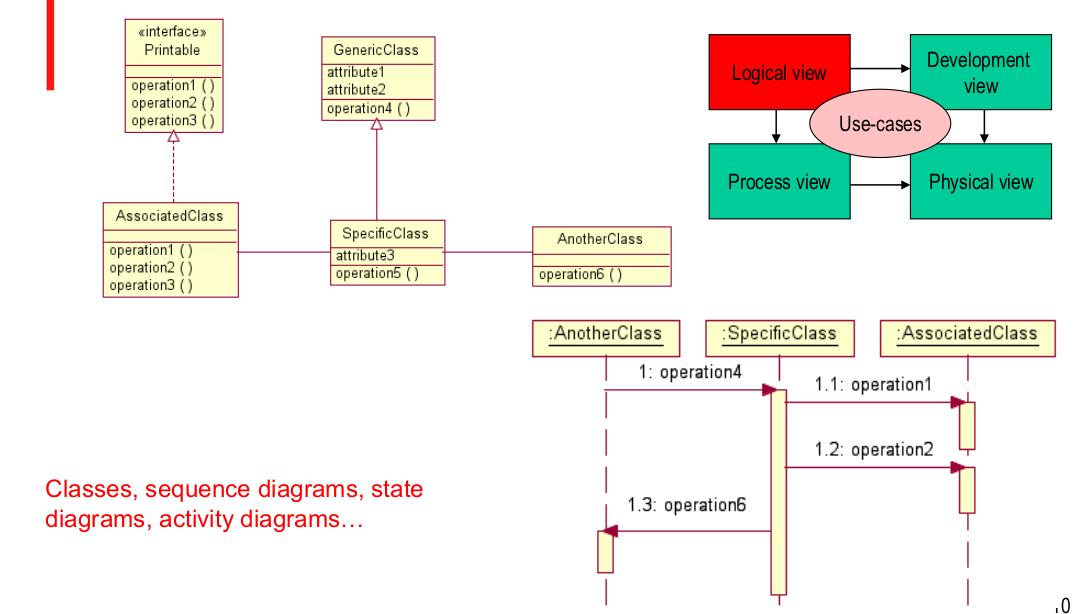 «interface»
Printable
operation1 ( )
operation2 ( )
operation3 ( )
GenericClass
attribute1
attribute2
operation4 ( )
Logical view
Development
view
Use-cases
Process view
Physical view
AssociatedClass
operation1 ( )
operation2 ( )
operation3 ( )
SpecificClass
attribute3
operation5 ( )
AnotherClass
operation6 ( )
:AnotherClass
:SpecificClass
:AssociatedClass
1: operation4
1.1: operation1
1.2: operation2
1.3: operation6
Classes, sequence diagrams, state
diagrams, activity diagrams…